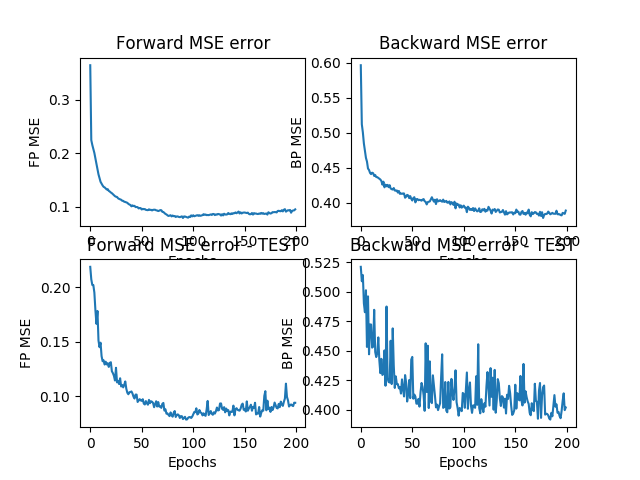 Forward MSE error
Backward MSE error
FP MSE
0.3
0.2
0.1
0 50 100 150 200
Epochs
BP MSE
0.60
0.55
0.50
0.45
0.40
0 50 100 150 200
Epochs
Forward MSE error - TEST
Backward MSE error - TEST
FP MSE
0.20
0.15
0.10
0 50 100 150 200
Epochs
BP MSE
0.525
0.500
0.475
0.450
0.425
0.400
0 50 100 150 200
Epochs